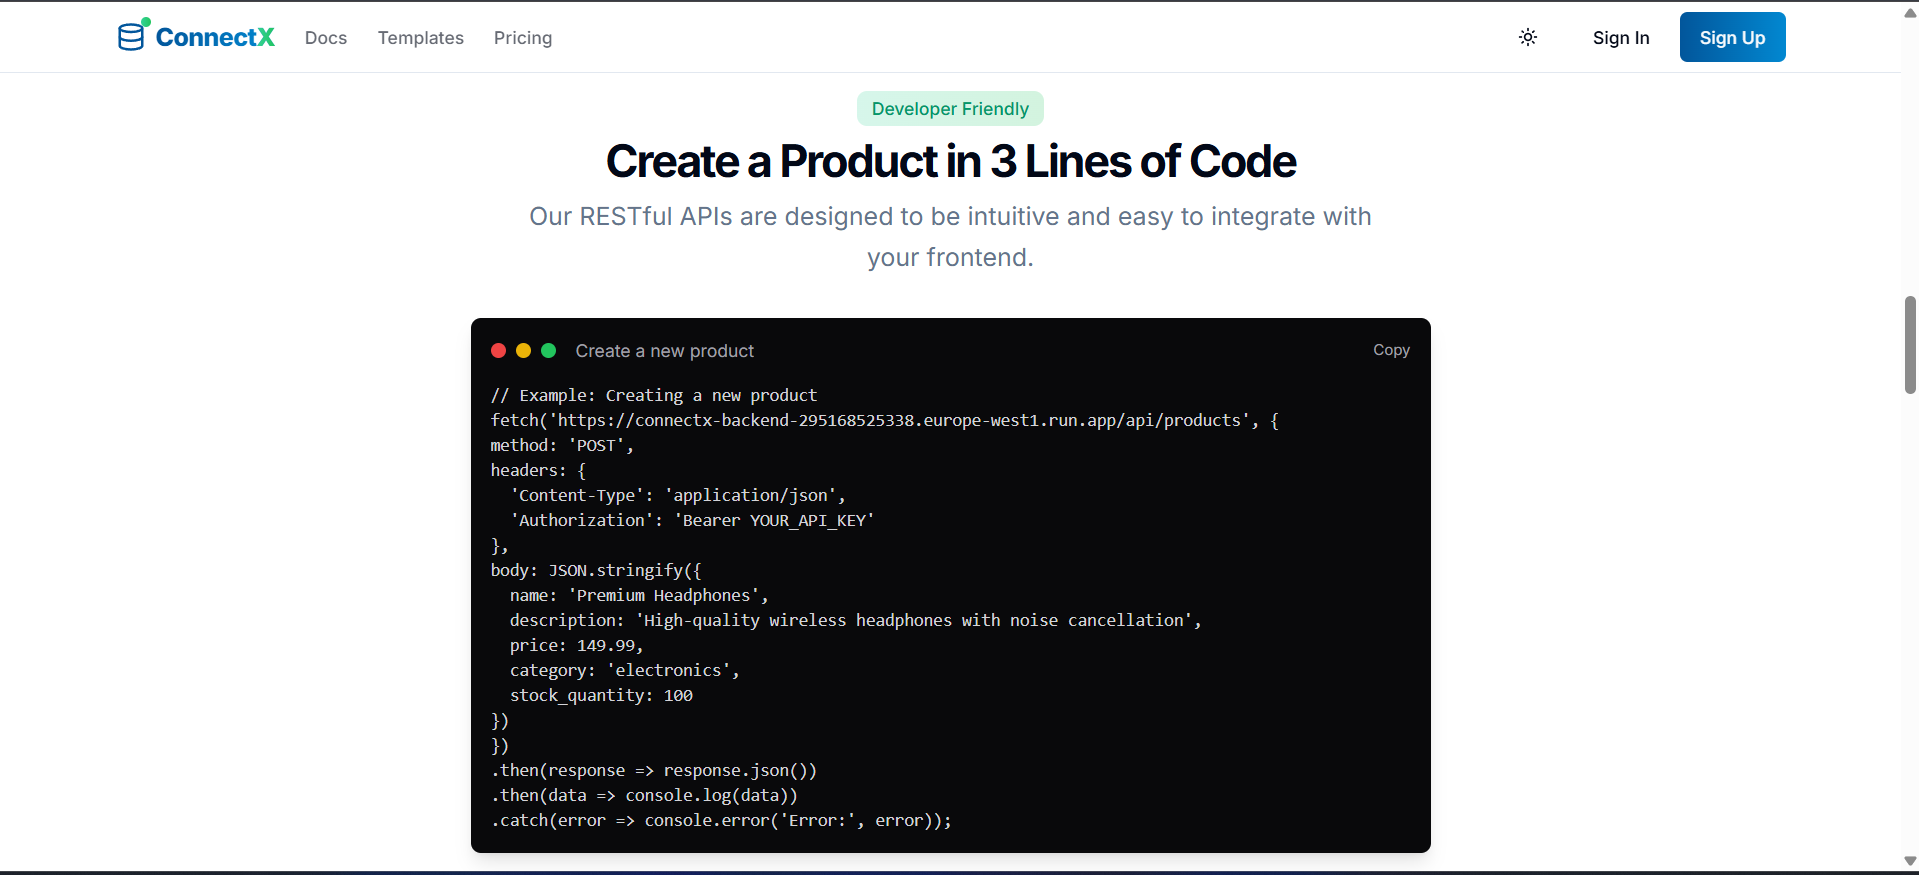 ConnectX Docs Templates Pricing Sign In Sign Up
Developer Friendly
Create a Product in 3 Lines of Code
Our RESTful APIs are designed to be intuitive and easy to integrate with
your frontend.
Create a new product Copy
// Example: Creating a new product
fetch('https://connectx-backend-295168525338.europe-west1.run.app/api/products', {
method: 'POST',
headers: {
  'Content-Type': 'application/json',
  'Authorization': 'Bearer YOUR_API_KEY'
},
body: JSON.stringify({
  name: 'Premium Headphones',
  description: 'High-quality wireless headphones with noise cancellation',
  price: 149.99,
  category: 'electronics',
  stock_quantity: 100
})
})
.then(response => response.json())
.then(data => console.log(data))
.catch(error => console.error('Error:', error));